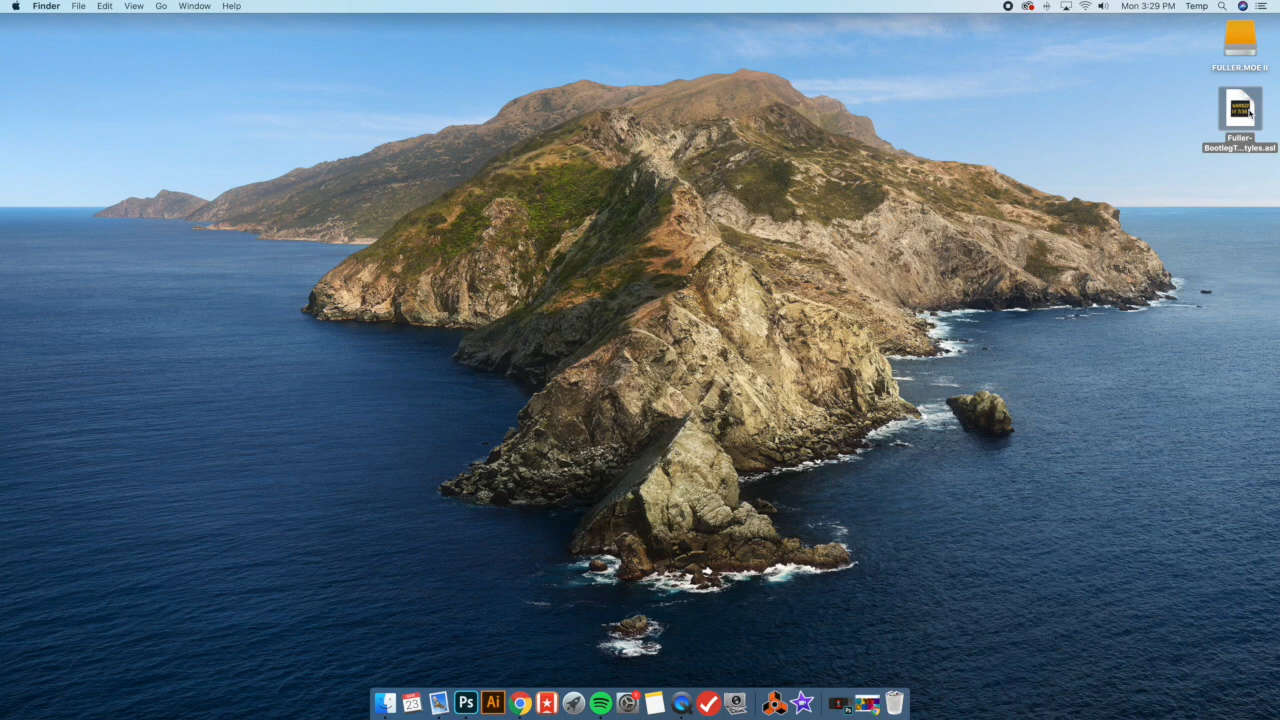 Finder File Edit View Go Window Help
Mon 3:29 PM Temp
FULLER.MOE II
Fuller-
BootlegT...tyles.asl
23
Ps
Ai